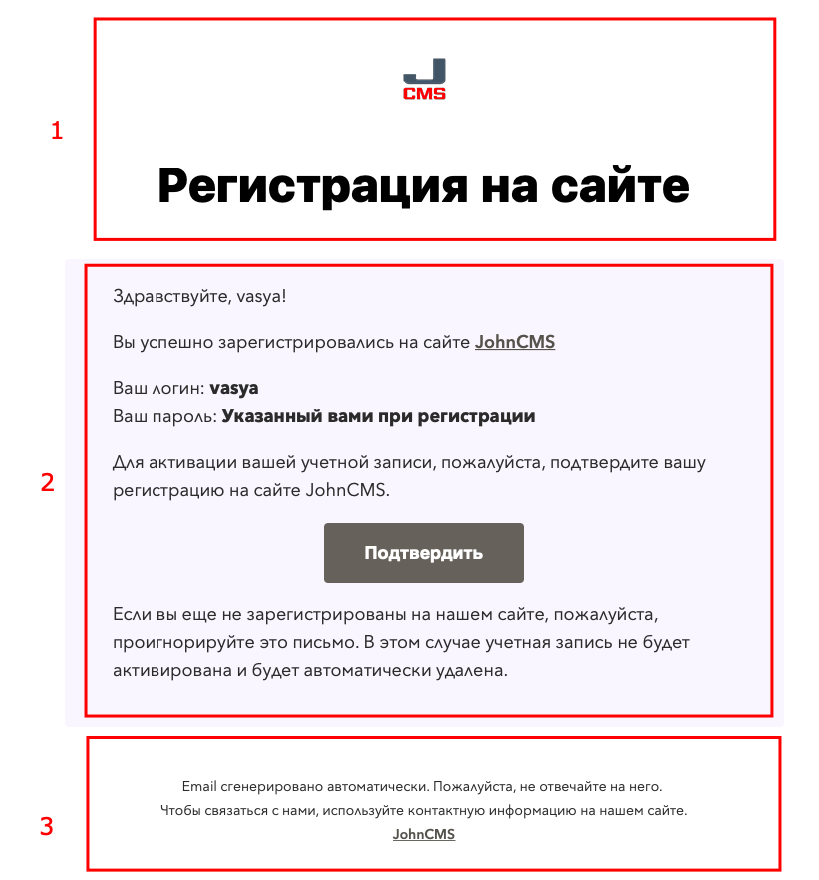 J
CMS
1
Регистрация на сайте
Здравствуйте, vasya!
Вы успешно зарегистрировались на сайте JohnCMS
Ваш логин: vasya
Ваш пароль: Указанный вами при регистрации
2
Для активации вашей учетной записи, пожалуйста, подтвердите вашу
регистрацию на сайте JohnCMS.
Подтвердить
Если вы еще не зарегистрированы на нашем сайте, пожалуйста,
проигнорируйте это письмо. В этом случае учетная запись не будет
активирована и будет автоматически удалена.
Email сгенерировано автоматически. Пожалуйста, не отвечайте на него.
Чтобы связаться с нами, используйте контактную информацию на нашем сайте.
3
JohnCMS